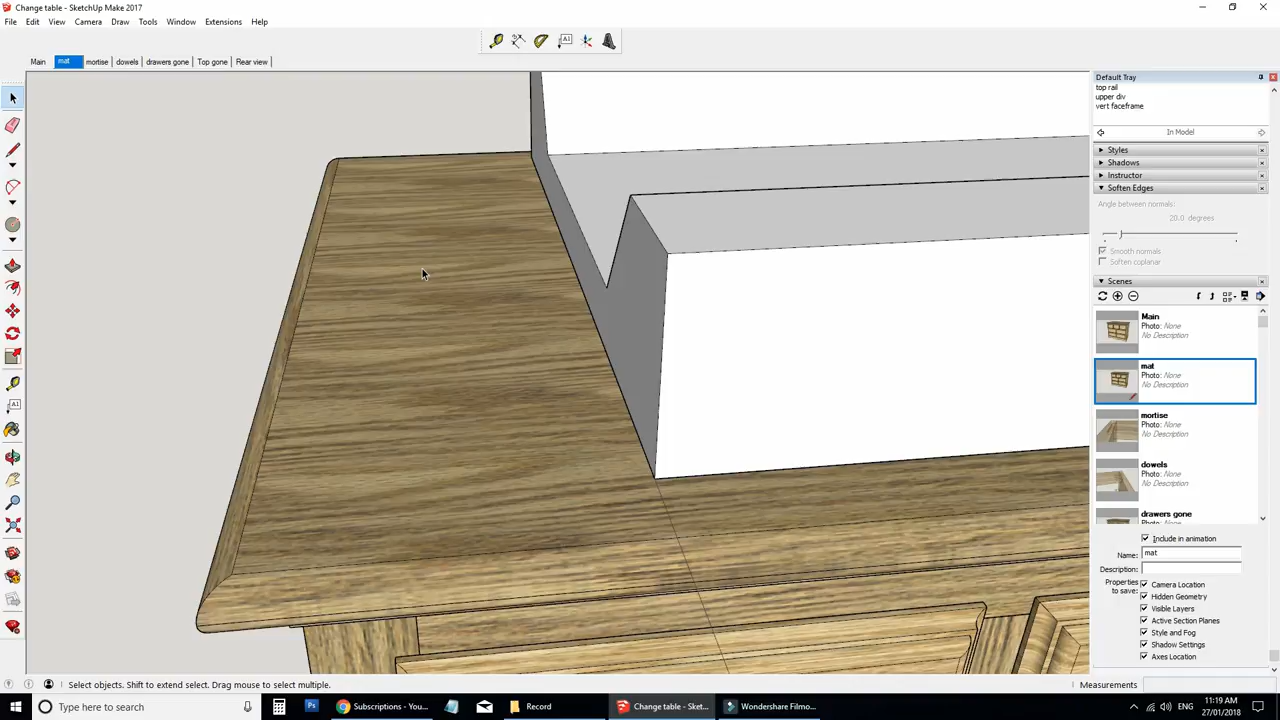 Change table - SketchUp Make 2017
File Edit View Camera Draw Tools Window Extensions Help
A1
Main mat mortise dowels drawers gone Top gone Rear view
Default Tray
top rail
upper div
vert faceframe
In Model
Styles
Shadows
Instructor
Soften Edges
Angle between normals:
20.0 degrees
Smooth normals
Soften coplanar
Scenes
Main
Photo: None
No Description
mat
Photo: None
No Description
mortise
Photo: None
No Description
dowels
Photo: None
No Description
drawers gone
Include in animation
Name: mat
Description:
Properties to save:
Camera Location
Hidden Geometry
Visible Layers
Active Section Planes
Style and Fog
Shadow Settings
Axes Location
Select objects. Shift to extend select. Drag mouse to select multiple.
Measurements
Type here to search
Ps
Subscriptions - You...
Record
Change table - Sket...
Wondershare Filmo...
ENG
11:19 AM
27/01/2018